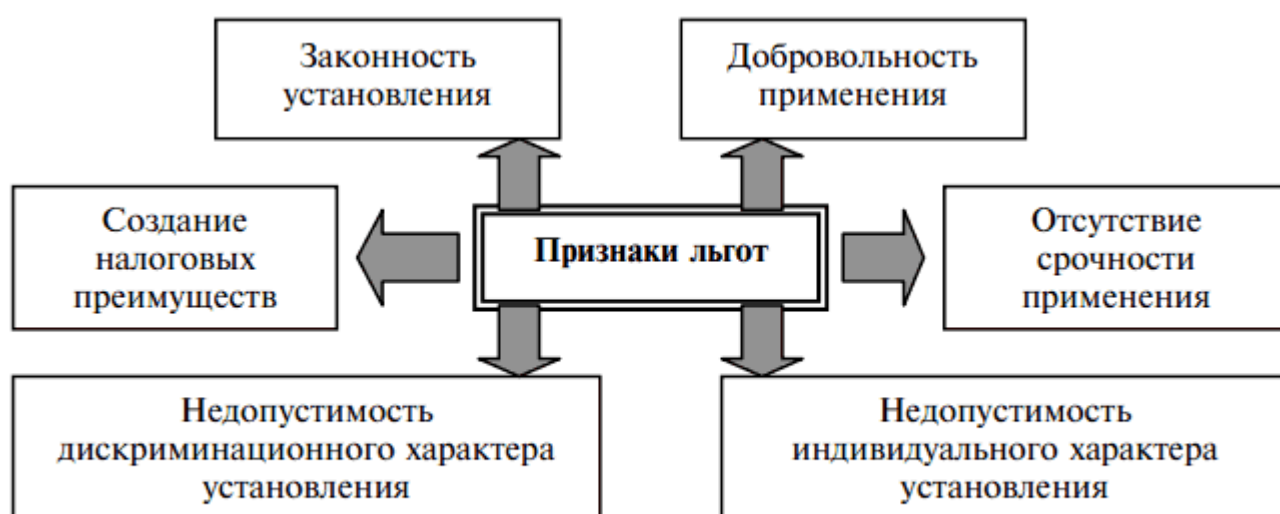 Законность
установления
Добровольность
применения
Создание
налоговых
преимуществ
Признаки льгот
Отсутствие
срочности
применения
Недопустимость
дискриминационного характера
установления
Недопустимость
индивидуального характера
установления